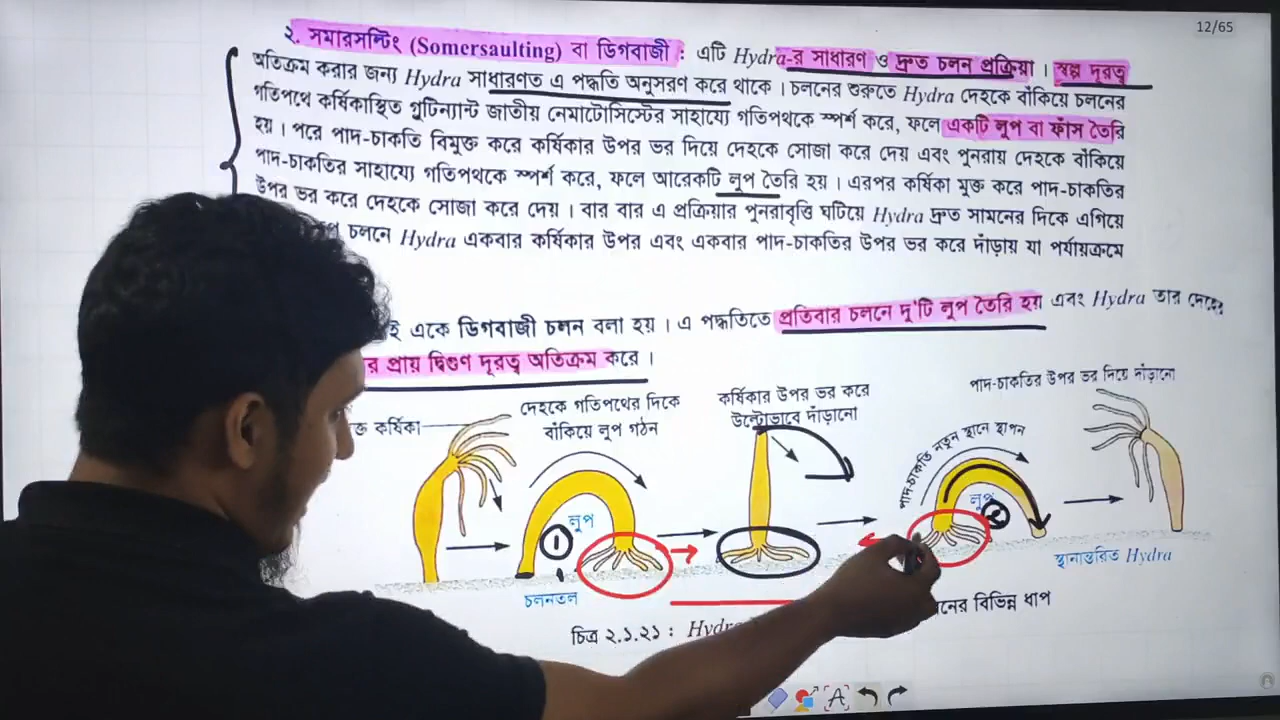 12/65
২. সমারসল্টিং (Somersaulting) বা ডিগবাজী : এটি Hydra-র সাধারণ ও দ্রুত চলন প্রক্রিয়া । স্বল্প দূরত্ব
অতিক্রম করার জন্য Hydra সাধারণত এ পদ্ধতি অনুসরণ করে থাকে । চলনের শুরুতে Hydra দেহকে বাঁকিয়ে চলনের
গতিপথে কর্ষিকাস্থিত গ্লুটিন্যান্ট জাতীয় নেমাটোসিস্টের সাহায্যে গতিপথকে স্পর্শ করে, ফলে একটি লুপ বা ফাঁস তৈরি
হয় । পরে পাদ-চাকতি বিমুক্ত করে কর্ষিকার উপর ভর দিয়ে দেহকে সোজা করে দেয় এবং পুনরায় দেহকে বাঁকিয়ে
পাদ-চাকতির সাহায্যে গতিপথকে স্পর্শ করে, ফলে আরেকটি লুপ তৈরি হয় । এরপর কর্ষিকা মুক্ত করে পাদ-চাকতির
উপর ভর করে দেহকে সোজা করে দেয় । বার বার এ প্রক্রিয়ার পুনরাবৃত্তি ঘটিয়ে Hydra দ্রুত সামনের দিকে এগিয়ে
চলনে Hydra একবার কর্ষিকার উপর এবং একবার পাদ-চাকতির উপর ভর করে দাঁড়ায় যা পর্যায়ক্রমে
ই একে ডিগবাজী চলন বলা হয় । এ পদ্ধতিতে প্রতিবার চলনে দু'টি লুপ তৈরি হয় এবং Hydra তার দেহের
র প্রায় দ্বিগুণ দূরত্ব অতিক্রম করে ।
ক্ত কর্ষিকা
দেহকে গতিপথের দিকে
বাঁকিয়ে লুপ গঠন
কর্ষিকার উপর ভর করে
উল্টোভাবে দাঁড়ানো
পাদ-চাকতি নতুন স্থানে স্থাপন
পাদ-চাকতির উপর ভর দিয়ে দাঁড়ানো
লুপ
1
লুপ
2
চলনতল
স্থানান্তরিত Hydra
চিত্র ২.১.২১ : Hydra
নের বিভিন্ন ধাপ